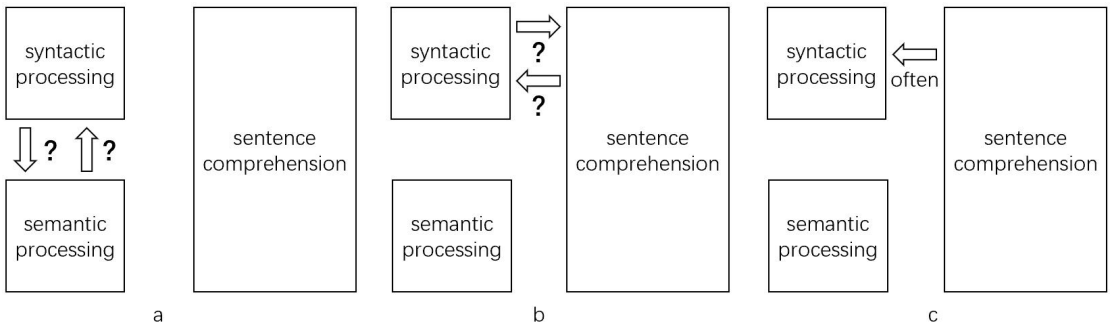 syntactic
processing
?
?
semantic
processing
sentence
comprehension
a
syntactic
processing
?
?
semantic
processing
sentence
comprehension
b
syntactic
processing
often
semantic
processing
sentence
comprehension
c